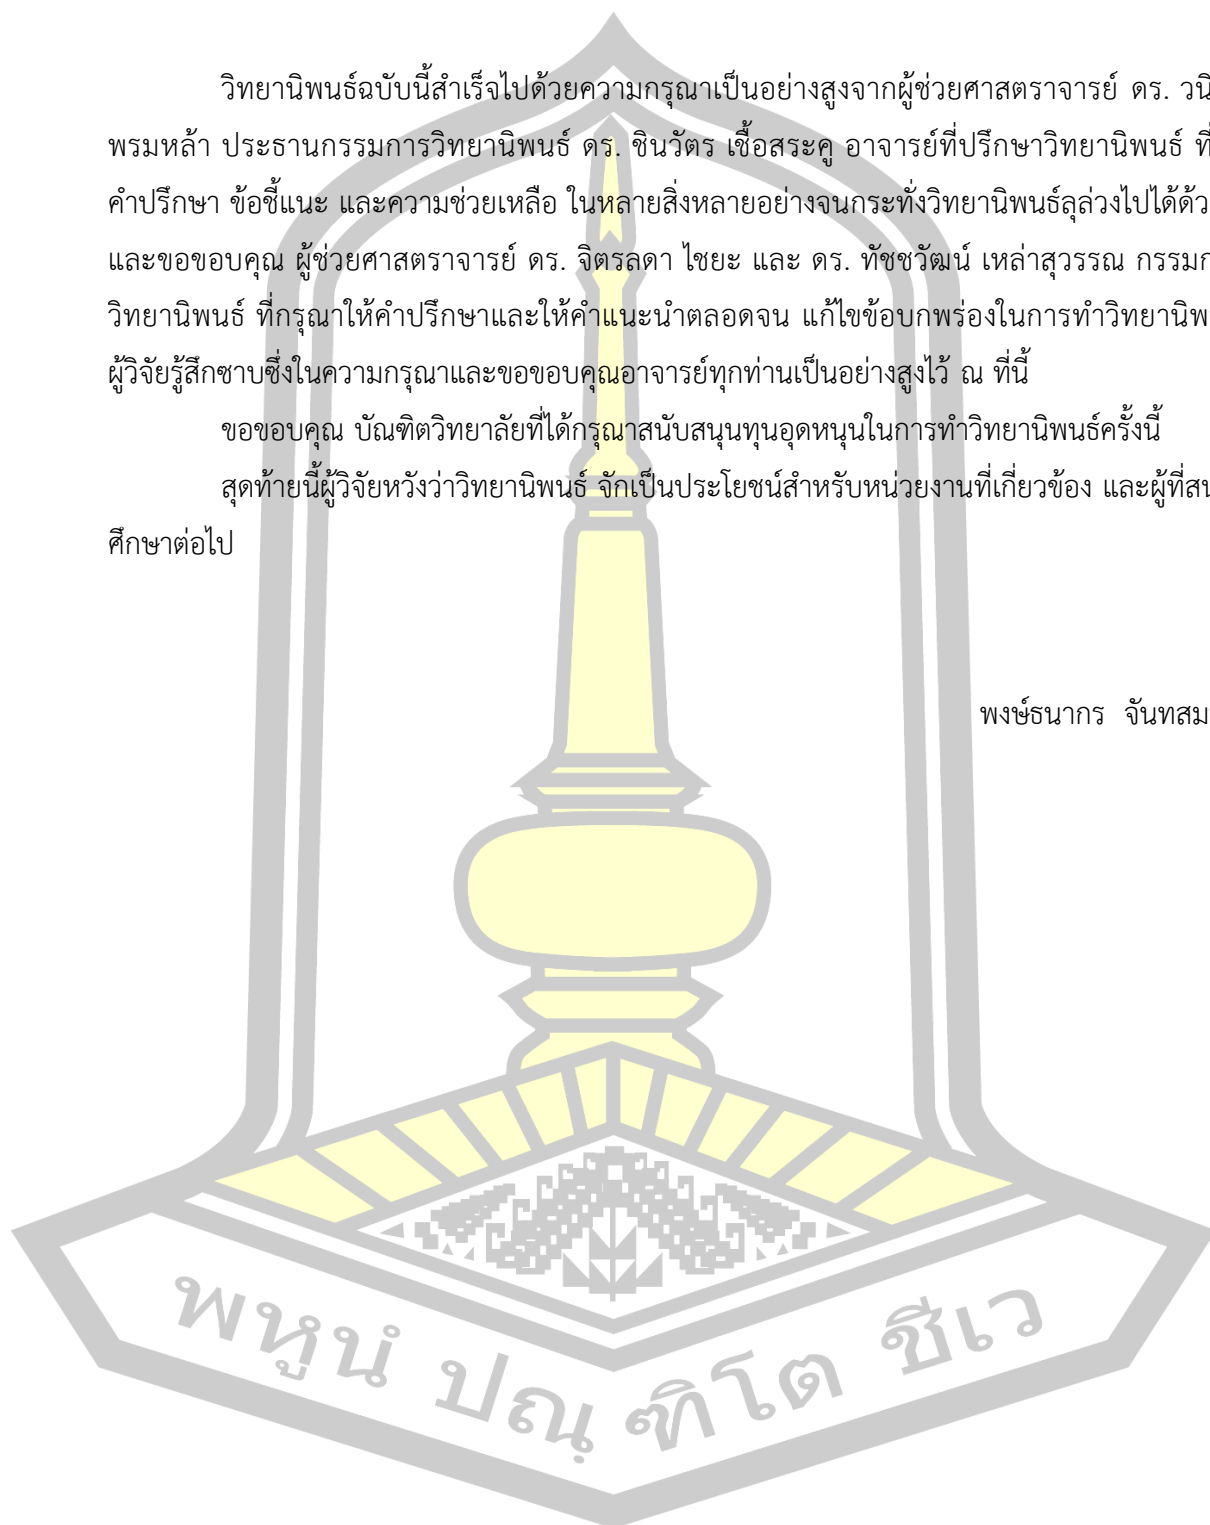 วิทยานิพนธ์ฉบับนี้สำเร็จไปด้วยความกรุณาเป็นอย่างสูงจากผู้ช่วยศาสตราจารย์ ดร. วนิ
พรมหล้า ประธานกรรมการวิทยานิพนธ์ ดร. ชินวัตร เชื้อสระคู อาจารย์ที่ปรึกษาวิทยานิพนธ์ ที่
คำปรึกษา ข้อชี้แนะ และความช่วยเหลือ ในหลายสิ่งหลายอย่างจนกระทั่งวิทยานิพนธ์ลุล่วงไปได้ด้ว
และขอขอบคุณ ผู้ช่วยศาสตราจารย์ ดร. จิตรลดา ไชยะ และ ดร. ทัชชวัฒน์ เหล่าสุวรรณ กรรมก
วิทยานิพนธ์ ที่กรุณาให้คำปรึกษาและให้คำแนะนำตลอดจน แก้ไขข้อบกพร่องในการทำวิทยานิพ
ผู้วิจัยรู้สึกซาบซึ้งในความกรุณาและขอขอบคุณอาจารย์ทุกท่านเป็นอย่างสูงไว้ ณ ที่นี้
ขอขอบคุณ บัณฑิตวิทยาลัยที่ได้กรุณาสนับสนุนทุนอุดหนุนในการทำวิทยานิพนธ์ครั้งนี้
สุดท้ายนี้ผู้วิจัยหวังว่าวิทยานิพนธ์ จักเป็นประโยชน์สำหรับหน่วยงานที่เกี่ยวข้อง และผู้ที่สน
ศึกษาต่อไป
พงษ์ธนากร จันทสม
พหูนํ ปณฺฑิโต ชีเว